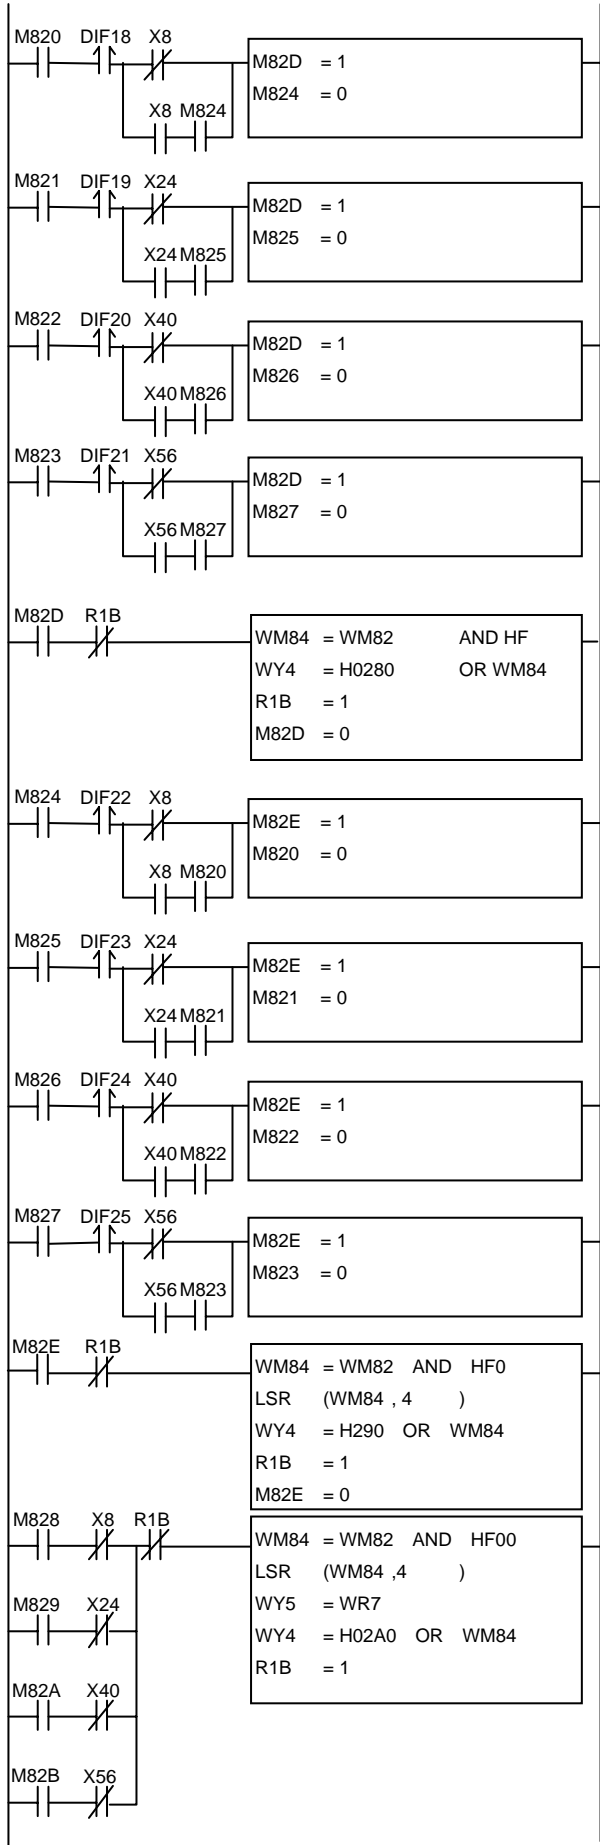 M820 DIF18 X8
M82D = 1
M824 = 0
X8 M824
M821 DIF19 X24
M82D = 1
M825 = 0
X24 M825
M822 DIF20 X40
M82D = 1
M826 = 0
X40 M826
M823 DIF21 X56
M82D = 1
M827 = 0
X56 M827
M82D R1B
WM84 = WM82 AND HF
WY4 = H0280 OR WM84
R1B = 1
M82D = 0
M824 DIF22 X8
M82E = 1
M820 = 0
X8 M820
M825 DIF23 X24
M82E = 1
M821 = 0
X24 M821
M826 DIF24 X40
M82E = 1
M822 = 0
X40 M822
M827 DIF25 X56
M82E = 1
M823 = 0
X56 M823
M82E R1B
WM84 = WM82 AND HF0
LSR (WM84 , 4 )
WY4 = H290 OR WM84
R1B = 1
M82E = 0
M828 X8 R1B
WM84 = WM82 AND HF00
LSR (WM84 ,4 )
WY5 = WR7
WY4 = H02A0 OR WM84
R1B = 1
M829 X24
M82A X40
M82B X56